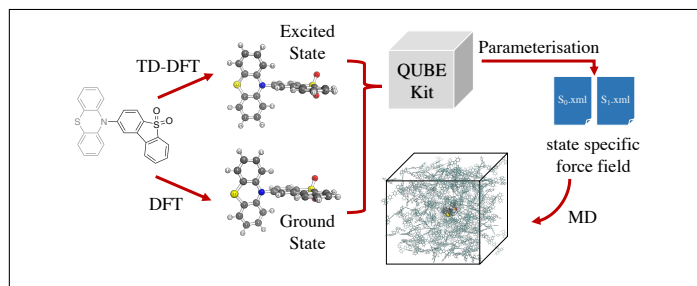 Excited
State
TD-DFT
Parameterisation
QUBE
Kit
S₀.xml
S₁.xml
N
S
S
O
O
state specific
force field
DFT
Ground
State
MD